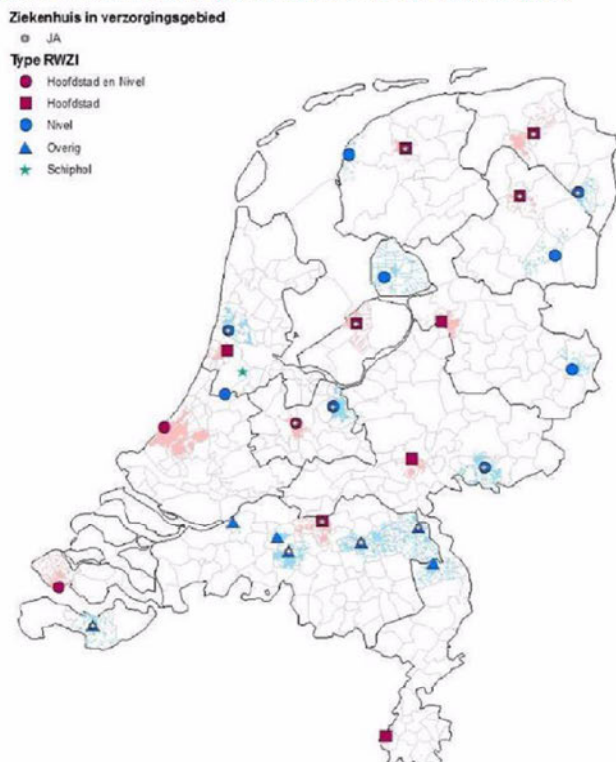 Ziekenhuis in verzorgingsgebied
JA
Type RWZI
Hoofdstad en Nivel
Hoofdstad
Nivel
Overig
Schiphol